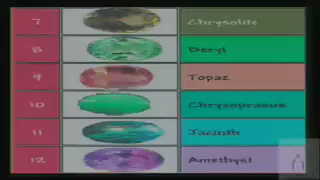 7 Chrysolite
8 Beryl
9 Topaz
10 Chrysoprasus
11 Jacinth
12 Amethyst